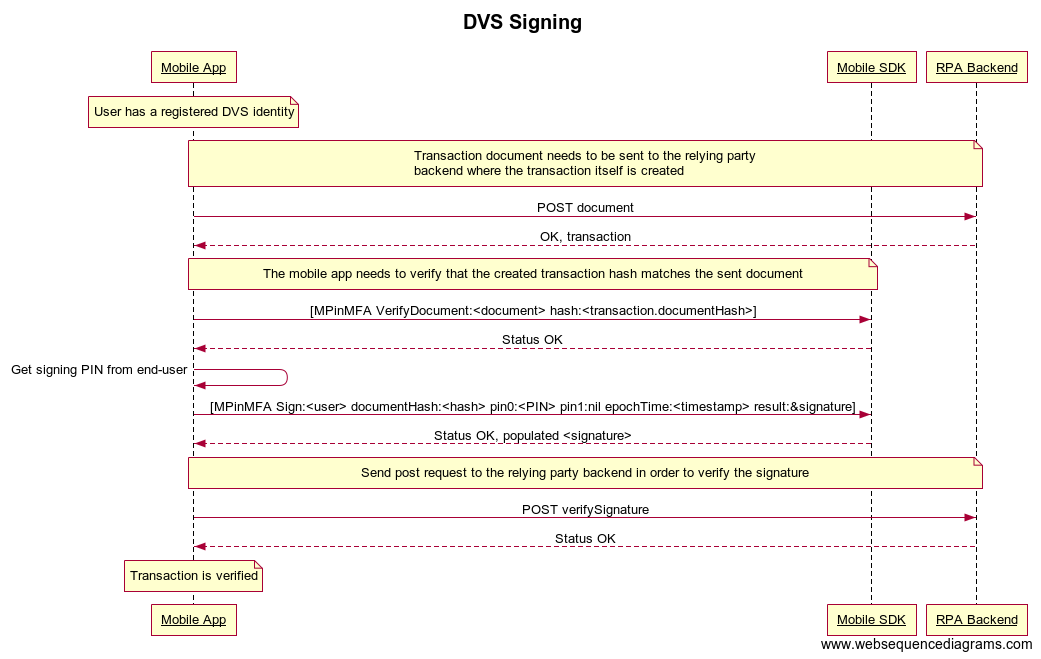 DVS Signing
Mobile App
Mobile SDK
RPA Backend
User has a registered DVS identity
Transaction document needs to be sent to the relying party
backend where the transaction itself is created
POST document
OK, transaction
The mobile app needs to verify that the created transaction hash matches the sent document
[MPinMFA VerifyDocument:<document> hash:<transaction.documentHash>]
Status OK
Get signing PIN from end-user
[MPinMFA Sign:<user> documentHash:<hash> pin0:<PIN> pin1:nil epochTime:<timestamp> result:&signature]
Status OK, populated <signature>
Send post request to the relying party backend in order to verify the signature
POST verifySignature
Status OK
Transaction is verified
Mobile App
Mobile SDK
RPA Backend
www.websequencediagrams.com